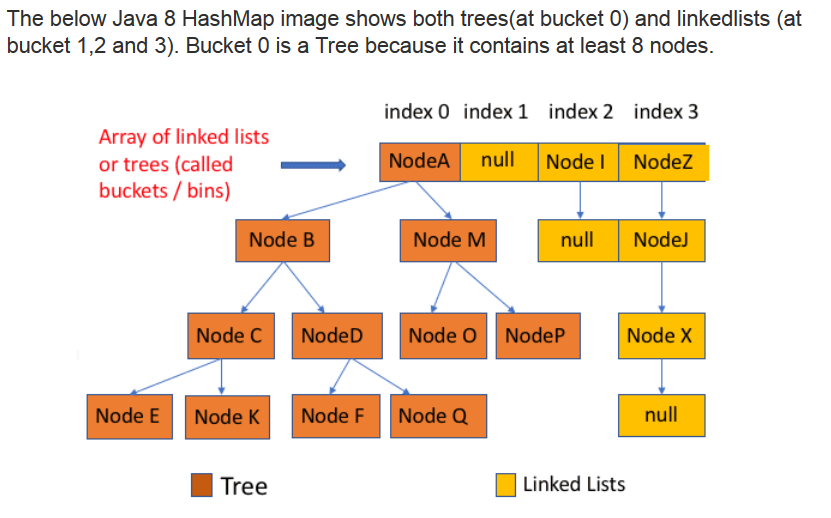 The below Java 8 HashMap image shows both trees(at bucket 0) and linkedlists (at
bucket 1,2 and 3). Bucket 0 is a Tree because it contains at least 8 nodes.
index 0 index 1 index 2 index 3
Array of linked lists
or trees (called
buckets / bins)
NodeA null Node I NodeZ
Node B Node M null NodeJ
Node C NodeD Node O NodeP Node X
Node E Node K Node F Node Q null
Tree Linked Lists